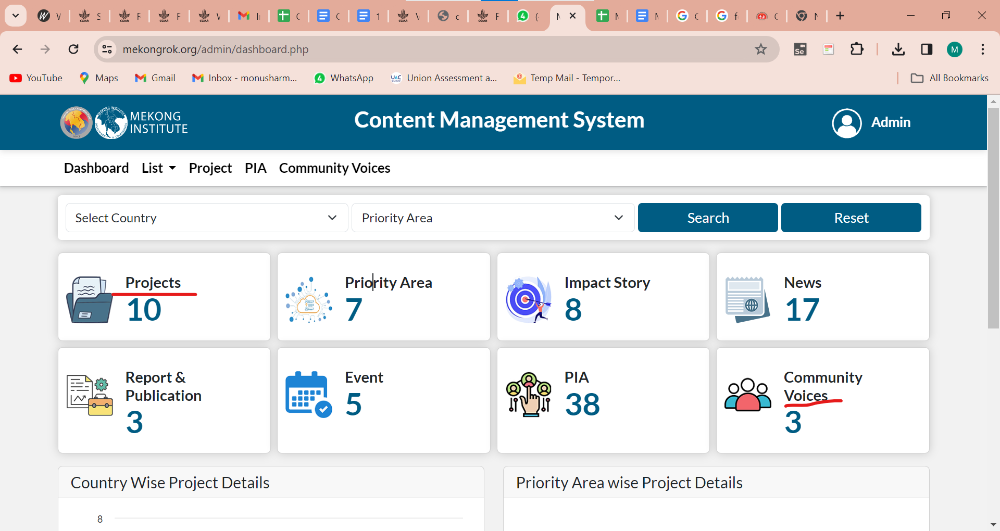 mekongrok.org/admin/dashboard.php
M
YouTube
Maps
Gmail
Inbox - monusharm...
WhatsApp
Union Assessment a...
Temp Mail - Tempor...
All Bookmarks
MEKONG
INSTITUTE
Content Management System
Admin
Dashboard List Project PIA Community Voices
Select Country
Priority Area
Search
Reset
Projects
10
Priority Area
7
Impact Story
8
News
17
Report &
Publication
3
Event
5
PIA
38
Community
Voices
3
Country Wise Project Details
8
Priority Area wise Project Details